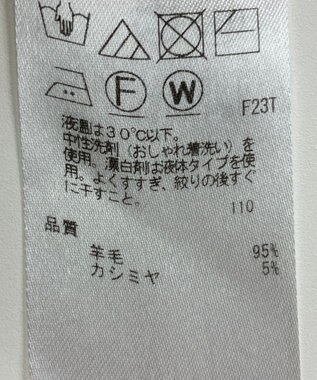 F W
F23T
液温は30℃以下。
中性洗剤（おしゃれ着洗い）を
使用。漂白剤は液体タイプを使
用。よくすすぎ、絞りの後すぐ
に干すこと。
110
品質
羊毛 95%
カシミヤ 5%